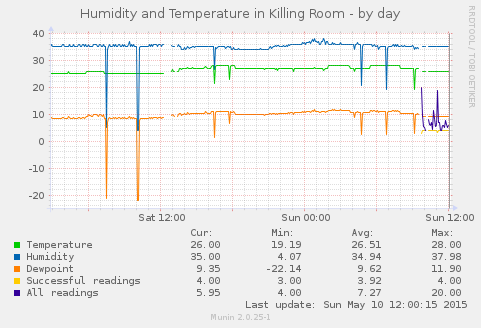 Humidity and Temperature in Killing Room - by day
RRDTOOL / TOBI OETIKER
40
30
20
10
0
-10
-20
Sat 12:00 Sun 00:00 Sun 12:00
Cur: Min: Avg: Max:
Temperature 26.00 19.19 26.51 28.00
Humidity 35.00 4.07 34.94 37.98
Dewpoint 9.35 -22.14 9.62 11.90
Successful readings 4.00 3.00 3.92 4.00
All readings 5.95 4.00 7.27 20.00
Last update: Sun May 10 12:00:15 2015
Munin 2.0.25-1